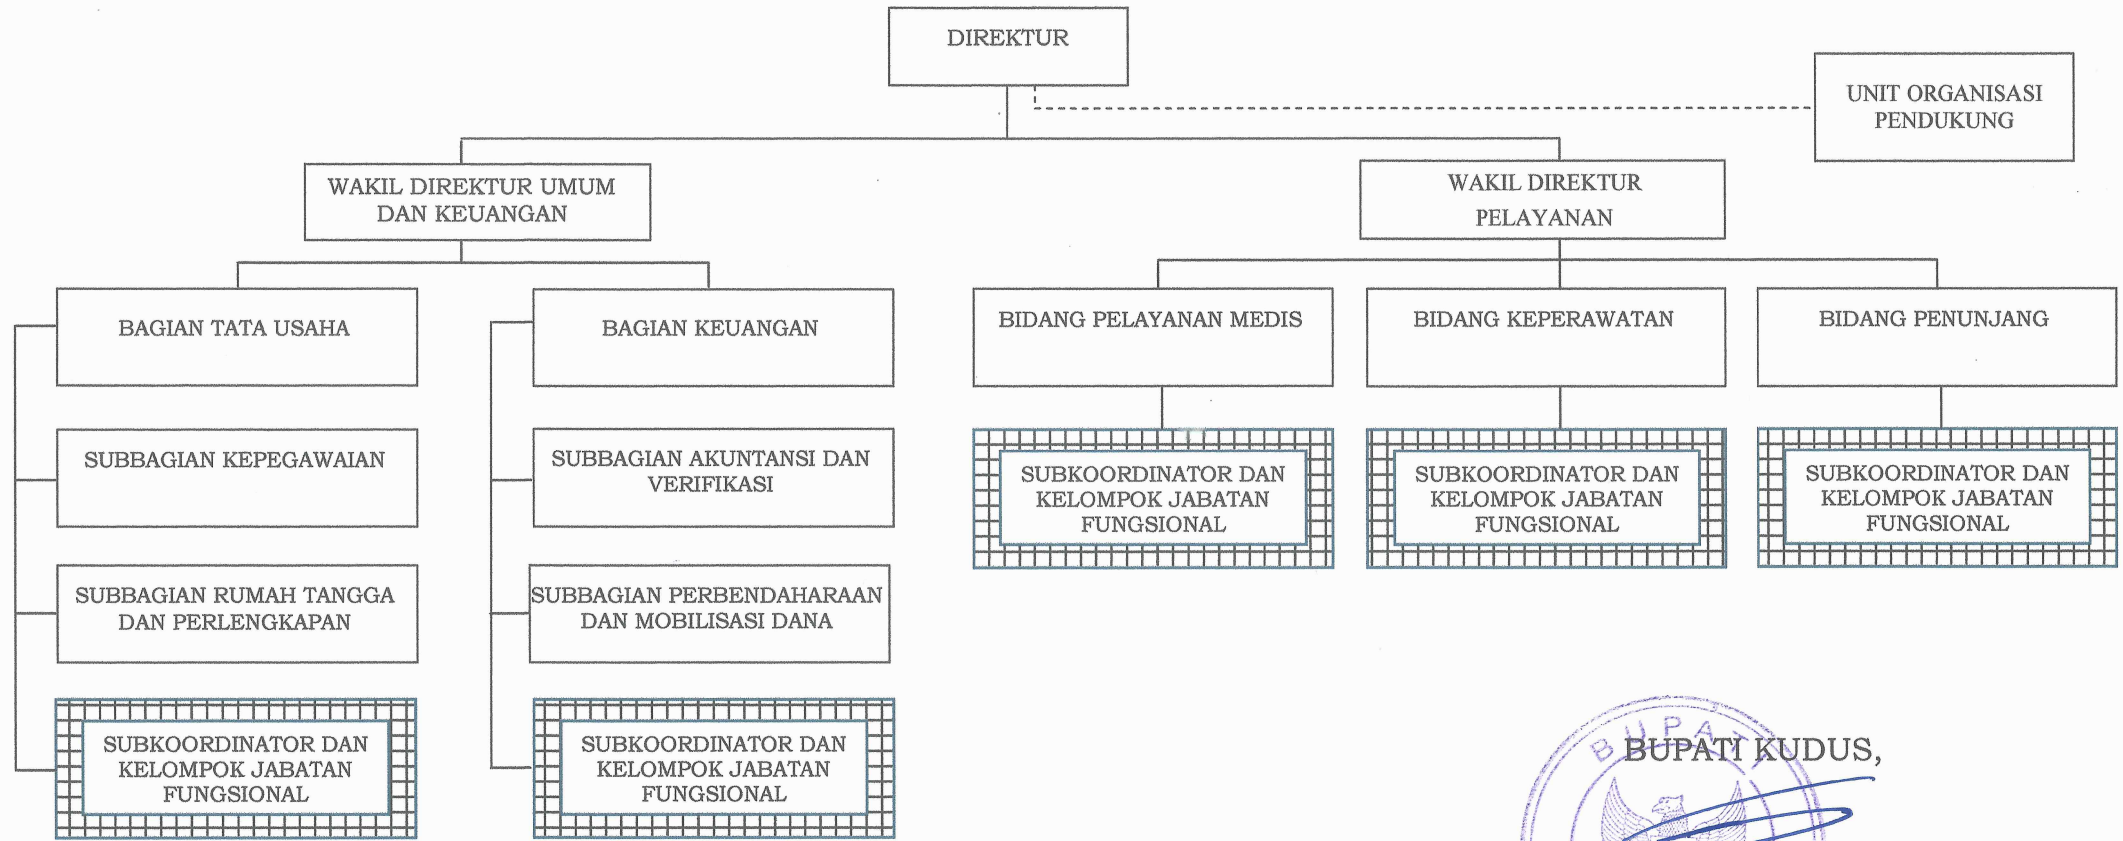 DIREKTUR
UNIT ORGANISASI
PENDUKUNG
WAKIL DIREKTUR UMUM
DAN KEUANGAN
WAKIL DIREKTUR
PELAYANAN
BAGIAN TATA USAHA
BAGIAN KEUANGAN
BIDANG PELAYANAN MEDIS
BIDANG KEPERAWATAN
BIDANG PENUNJANG
SUBBAGIAN KEPEGAWAIAN
SUBBAGIAN AKUNTANSI DAN
VERIFIKASI
SUBKOORDINATOR DAN
KELOMPOK JABATAN
FUNGSIONAL
SUBKOORDINATOR DAN
KELOMPOK JABATAN
FUNGSIONAL
SUBKOORDINATOR DAN
KELOMPOK JABATAN
FUNGSIONAL
SUBBAGIAN RUMAH TANGGA
DAN PERLENGKAPAN
SUBBAGIAN PERBENDAHARAAN
DAN MOBILISASI DANA
SUBKOORDINATOR DAN
KELOMPOK JABATAN
FUNGSIONAL
SUBKOORDINATOR DAN
KELOMPOK JABATAN
FUNGSIONAL
BUPATI
BUPATI KUDUS,